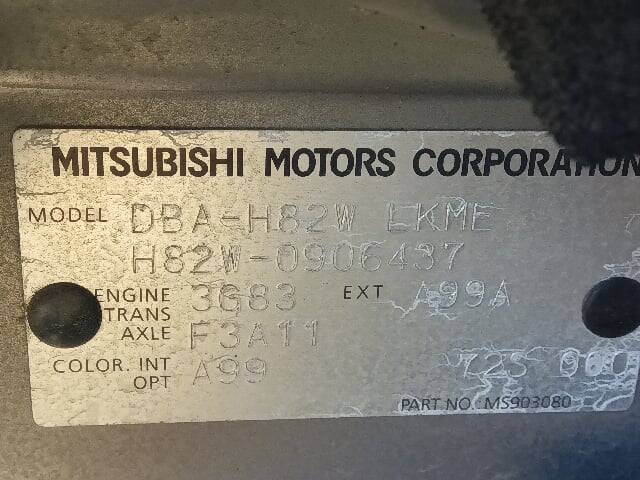 MITSUBISHI MOTORS CORPORATION
MODEL DBA-H82W LKME
H82W-0906437
ENGINE 3G83 EXT A99A
TRANS
AXLE F3A11
COLOR. INT A99
OPT
PART NO. MS903080